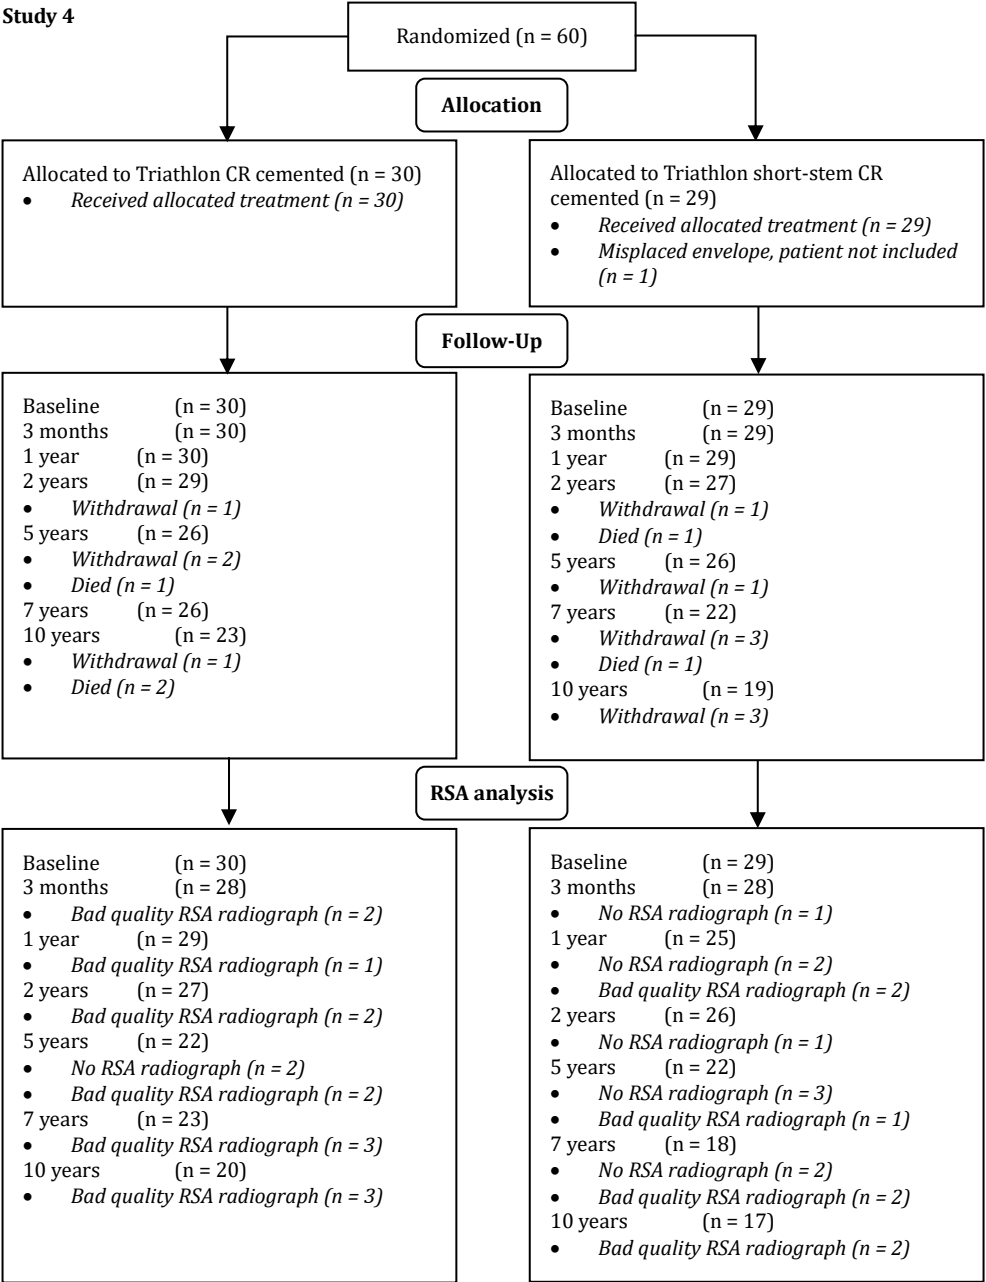 Study 4
Randomized (n = 60)
Allocation
Allocated to Triathlon CR cemented (n = 30)
• Received allocated treatment (n = 30)
Allocated to Triathlon short-stem CR
cemented (n = 29)
• Received allocated treatment (n = 29)
• Misplaced envelope, patient not included
(n = 1)
Follow-Up
Baseline (n = 30)
3 months (n = 30)
1 year (n = 30)
2 years (n = 29)
• Withdrawal (n = 1)
5 years (n = 26)
• Withdrawal (n = 2)
• Died (n = 1)
7 years (n = 26)
10 years (n = 23)
• Withdrawal (n = 1)
• Died (n = 2)
Baseline (n = 29)
3 months (n = 29)
1 year (n = 29)
2 years (n = 27)
• Withdrawal (n = 1)
• Died (n = 1)
5 years (n = 26)
• Withdrawal (n = 1)
7 years (n = 22)
• Withdrawal (n = 3)
• Died (n = 1)
10 years (n = 19)
• Withdrawal (n = 3)
RSA analysis
Baseline (n = 30)
3 months (n = 28)
• Bad quality RSA radiograph (n = 2)
1 year (n = 29)
• Bad quality RSA radiograph (n = 1)
2 years (n = 27)
• Bad quality RSA radiograph (n = 2)
5 years (n = 22)
• No RSA radiograph (n = 2)
• Bad quality RSA radiograph (n = 2)
7 years (n = 23)
• Bad quality RSA radiograph (n = 3)
10 years (n = 20)
• Bad quality RSA radiograph (n = 3)
Baseline (n = 29)
3 months (n = 28)
• No RSA radiograph (n = 1)
1 year (n = 25)
• No RSA radiograph (n = 2)
• Bad quality RSA radiograph (n = 2)
2 years (n = 26)
• No RSA radiograph (n = 1)
5 years (n = 22)
• No RSA radiograph (n = 3)
• Bad quality RSA radiograph (n = 1)
7 years (n = 18)
• No RSA radiograph (n = 2)
• Bad quality RSA radiograph (n = 2)
10 years (n = 17)
• Bad quality RSA radiograph (n = 2)